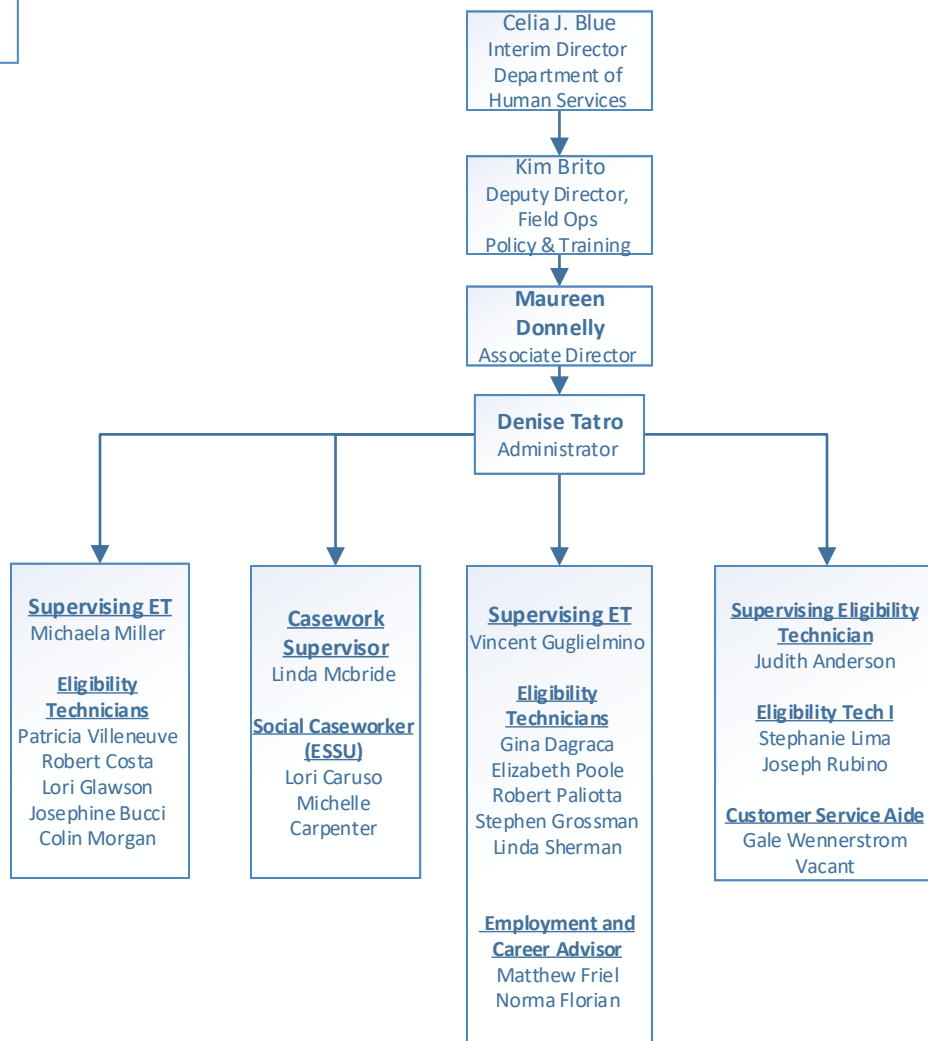 Celia J. Blue
Interim Director
Department of
Human Services
Kim Brito
Deputy Director,
Field Ops
Policy & Training
Maureen
Donnelly
Associate Director
Denise Tatro
Administrator
Supervising ET
Michaela Miller
Eligibility
Technicians
Patricia Villeneuve
Robert Costa
Lori Glawson
Josephine Bucci
Colin Morgan
Casework
Supervisor
Linda Mcbride
Social Caseworker
(ESSU)
Lori Caruso
Michelle
Carpenter
Supervising ET
Vincent Guglielmino
Eligibility
Technicians
Gina Dagraca
Elizabeth Poole
Robert Paliotta
Stephen Grossman
Linda Sherman
Employment and
Career Advisor
Matthew Friel
Norma Florian
Supervising Eligibility
Technician
Judith Anderson
Eligibility Tech I
Stephanie Lima
Joseph Rubino
Customer Service Aide
Gale Wennerstrom
Vacant